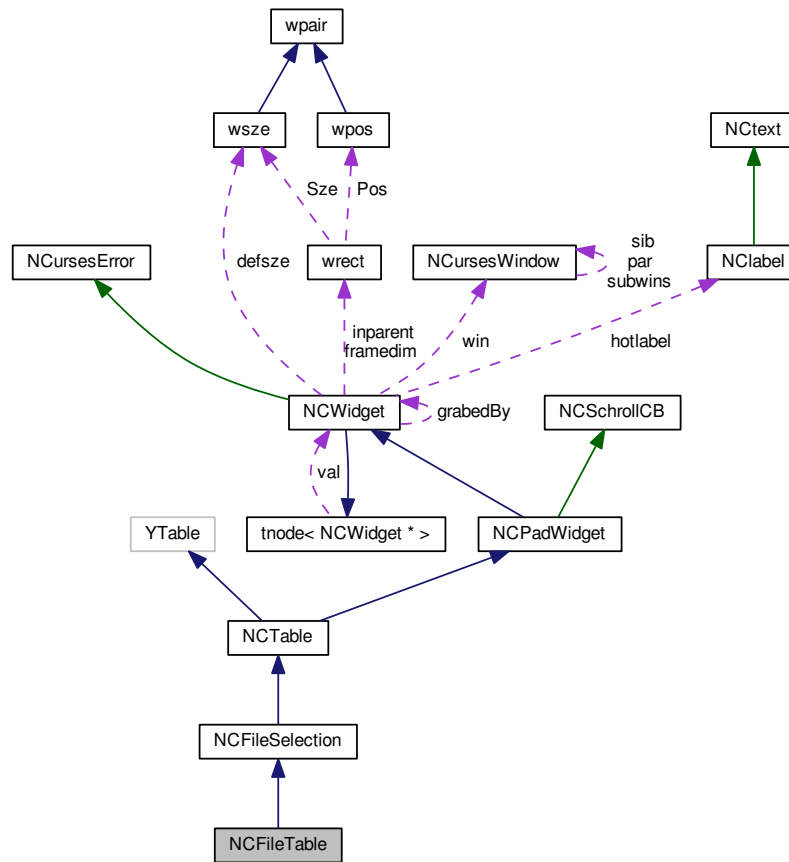 wpair
wsze
wpos
NCtext
Sze
Pos
NCursesError
defsze
wrect
NCursesWindow
sib
par
subwins
NClabel
inparent
framedim
win
hotlabel
NCWidget
grabedBy
NCSchrollCB
val
YTable
tnode< NCWidget * >
NCPadWidget
NCTable
NCFileSelection
NCFileTable